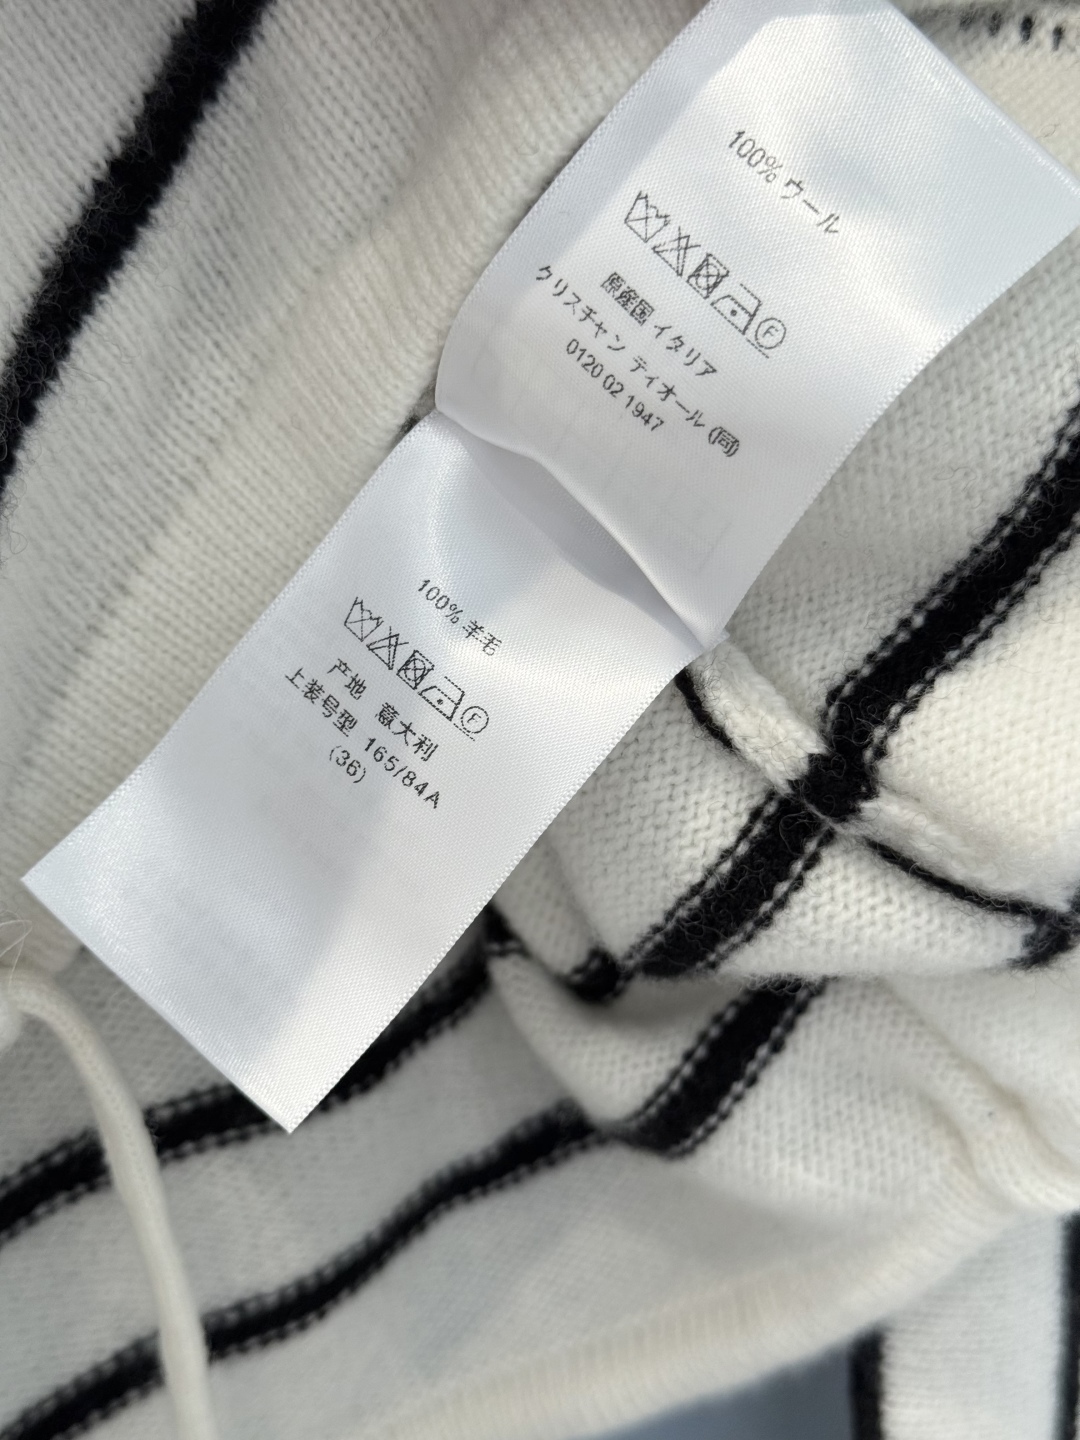 100% ウール
F
原産国 イタリア
クリスチャン ディオール (同)
0120 02 1947
100% 羊毛
F
产地 意大利
上装号型 165/84A
(36)